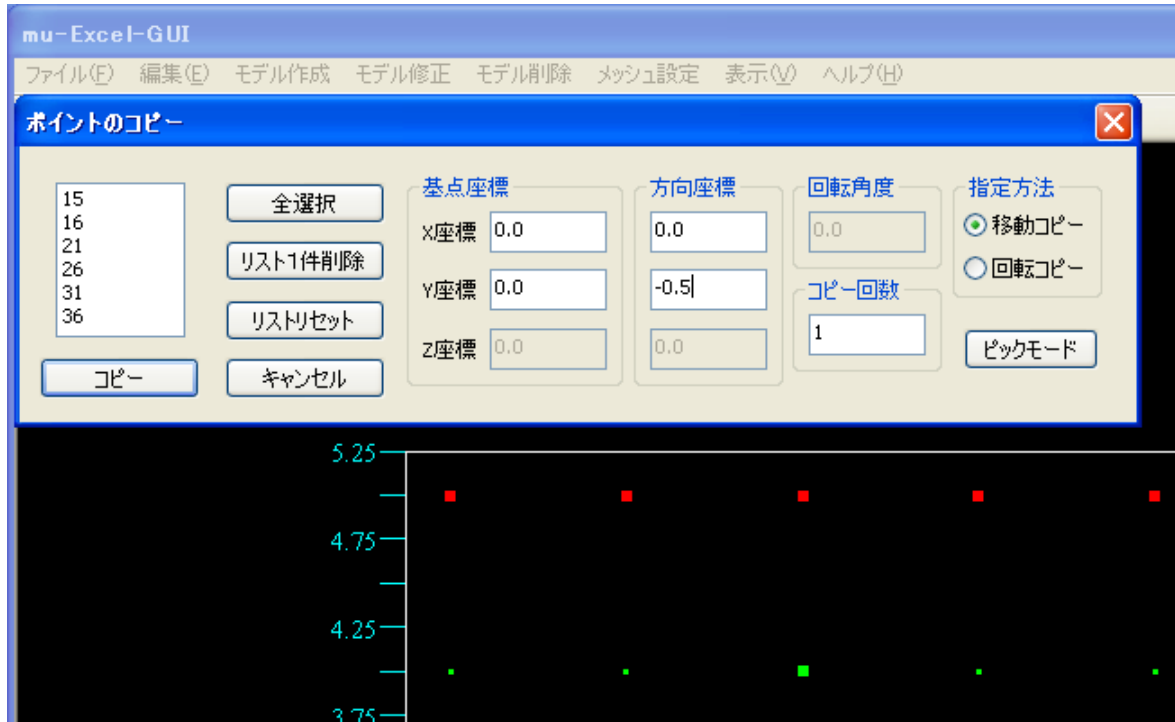 mu-Excel-GUI
ファイル(F) 編集(E) モデル作成 モデル修正 モデル削除 メッシュ設定 表示(V) ヘルプ(H)
ポイントのコピー
15
16
21
26
31
36
コピー
全選択
リスト1件削除
リストリセット
キャンセル
基点座標
X座標 0.0
Y座標 0.0
Z座標 0.0
方向座標
0.0
-0.5
0.0
回転角度
0.0
コピー回数
1
指定方法
移動コピー
回転コピー
ピックモード
5.25
4.75
4.25
3.75